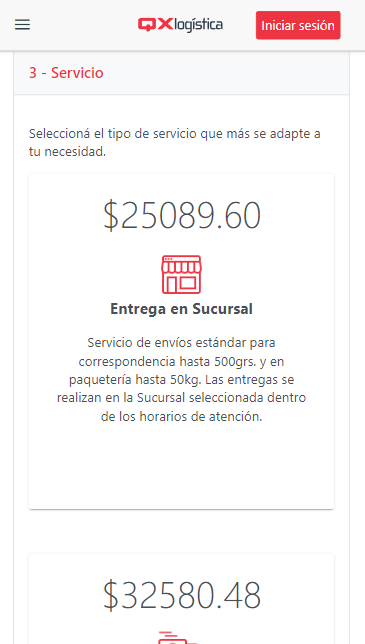 QX logística
Iniciar sesión
3 - Servicio
Seleccioná el tipo de servicio que más se adapte a
tu necesidad.
$25089.60
Entrega en Sucursal
Servicio de envíos estándar para
correspondencia hasta 500grs. y en
paquetería hasta 50kg. Las entregas se
realizan en la Sucursal seleccionada dentro
de los horarios de atención.
$32580.48